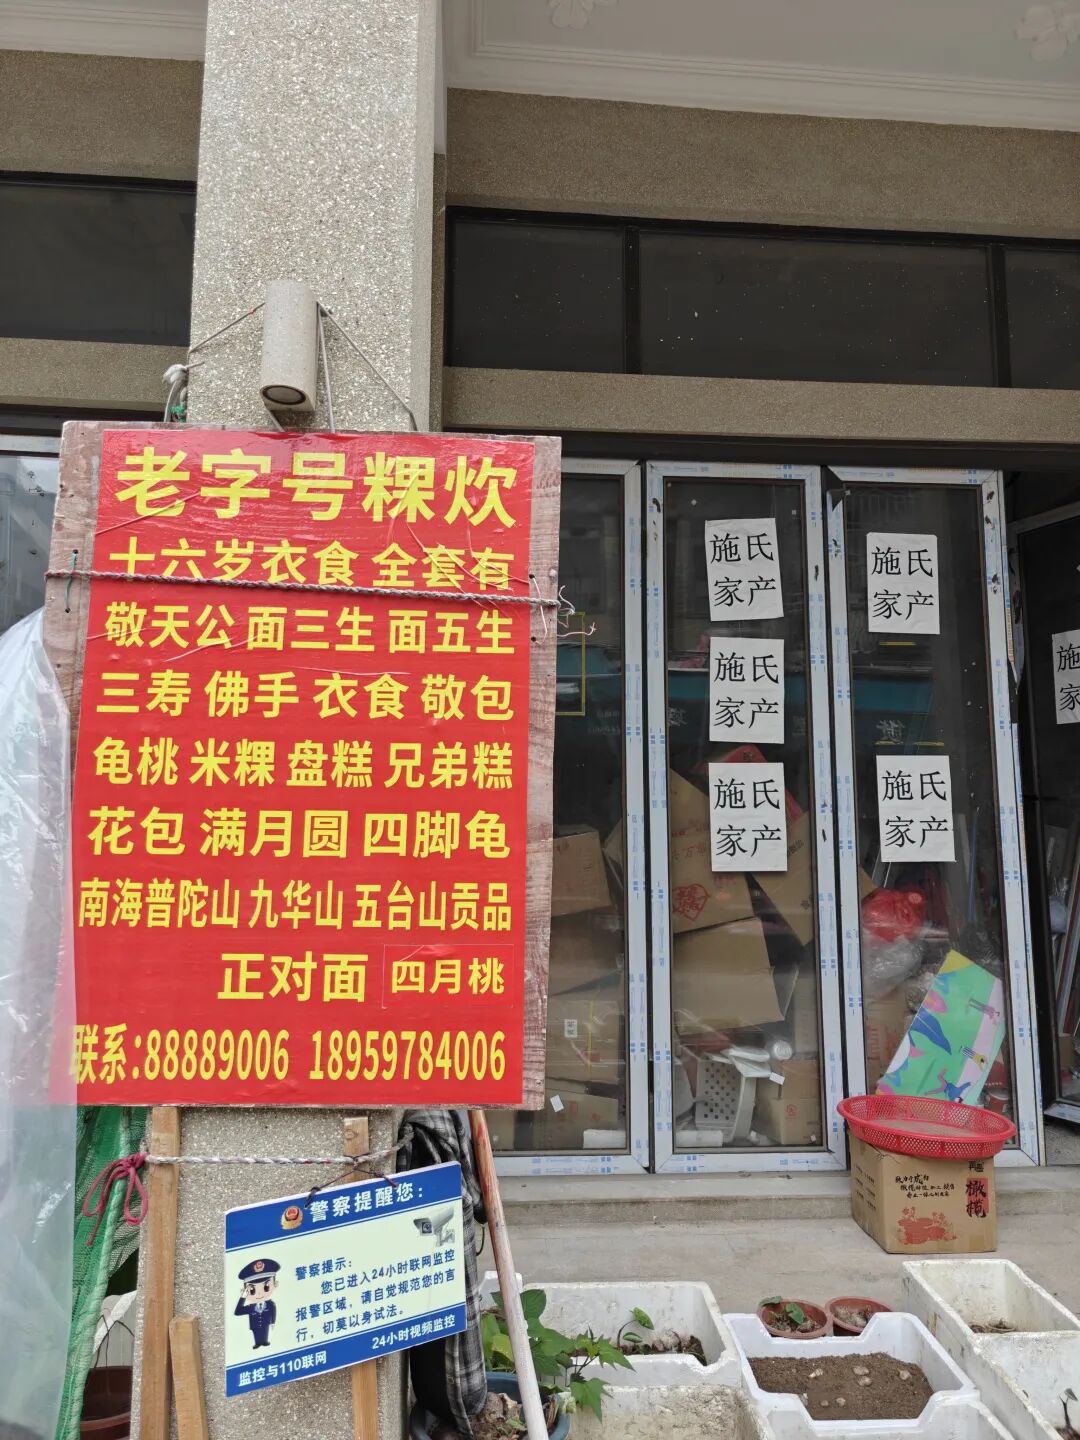 老字号粿炊
十六岁衣食 全套有
敬天公 面三生 面五生
三寿 佛手 衣食 敬包
龟桃 米粿 盘糕 兄弟糕
花包 满月圆 四脚龟
南海普陀山 九华山 五台山贡品
正对面 四月桃
联系:88889006 18959784006
施氏
家产
施氏
家产
施氏
家产
施氏
家产
施氏
家产
施
家
警察提醒您:
警察提示:
您已进入24小时联网监控
报警区域,请自觉规范您的言
行,切莫以身试法。
24小时视频监控
监控与110联网
橄榄